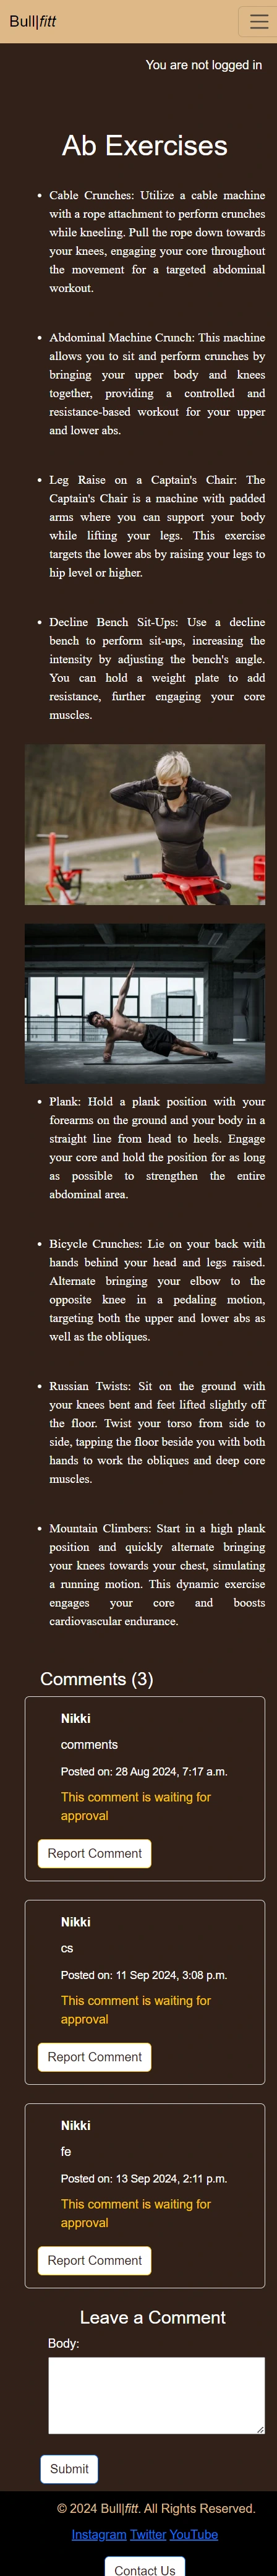 Bull|fitt
You are not logged in
Ab Exercises
• Cable Crunches: Utilize a cable machine
with a rope attachment to perform crunches
while kneeling. Pull the rope down towards
your knees, engaging your core throughout
the movement for a targeted abdominal
workout.
• Abdominal Machine Crunch: This machine
allows you to sit and perform crunches by
bringing your upper body and knees
together, providing a controlled and
resistance-based workout for your upper
and lower abs.
• Leg Raise on a Captain's Chair: The
Captain's Chair is a machine with padded
arms where you can support your body
while lifting your legs. This exercise
targets the lower abs by raising your legs to
hip level or higher.
• Decline Bench Sit-Ups: Use a decline
bench to perform sit-ups, increasing the
intensity by adjusting the bench's angle.
You can hold a weight plate to add
resistance, further engaging your core
muscles.
• Plank: Hold a plank position with your
forearms on the ground and your body in a
straight line from head to heels. Engage
your core and hold the position for as long
as possible to strengthen the entire
abdominal area.
• Bicycle Crunches: Lie on your back with
hands behind your head and legs raised.
Alternate bringing your elbow to the
opposite knee in a pedaling motion,
targeting both the upper and lower abs as
well as the obliques.
• Russian Twists: Sit on the ground with
your knees bent and feet lifted slightly off
the floor. Twist your torso from side to
side, tapping the floor beside you with both
hands to work the obliques and deep core
muscles.
• Mountain Climbers: Start in a high plank
position and quickly alternate bringing
your knees towards your chest, simulating
a running motion. This dynamic exercise
engages your core and boosts
cardiovascular endurance.
Comments (3)
Nikki
comments
Posted on: 28 Aug 2024, 7:17 a.m.
This comment is waiting for
approval
Report Comment
Nikki
cs
Posted on: 11 Sep 2024, 3:08 p.m.
This comment is waiting for
approval
Report Comment
Nikki
fe
Posted on: 13 Sep 2024, 2:11 p.m.
This comment is waiting for
approval
Report Comment
Leave a Comment
Body:
Submit
© 2024 Bull|fitt. All Rights Reserved.
Instagram Twitter YouTube
Contact Us